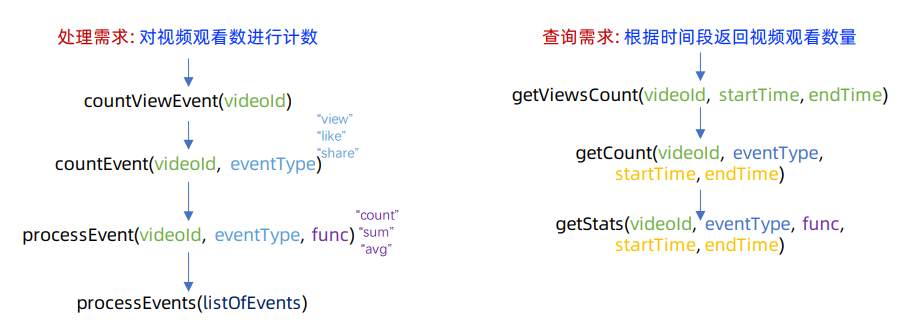 处理需求: 对视频观看数进行计数
countViewEvent(videoId)
countEvent(videoId, eventType)
“view”
“like”
“share”
processEvent(videoId, eventType, func)
“count”
“sum”
“avg”
processEvents(listOfEvents)
查询需求: 根据时间段返回视频观看数量
getViewsCount(videoId, startTime, endTime)
getCount(videoId, eventType,
startTime, endTime)
getStats(videoId, eventType, func,
startTime, endTime)